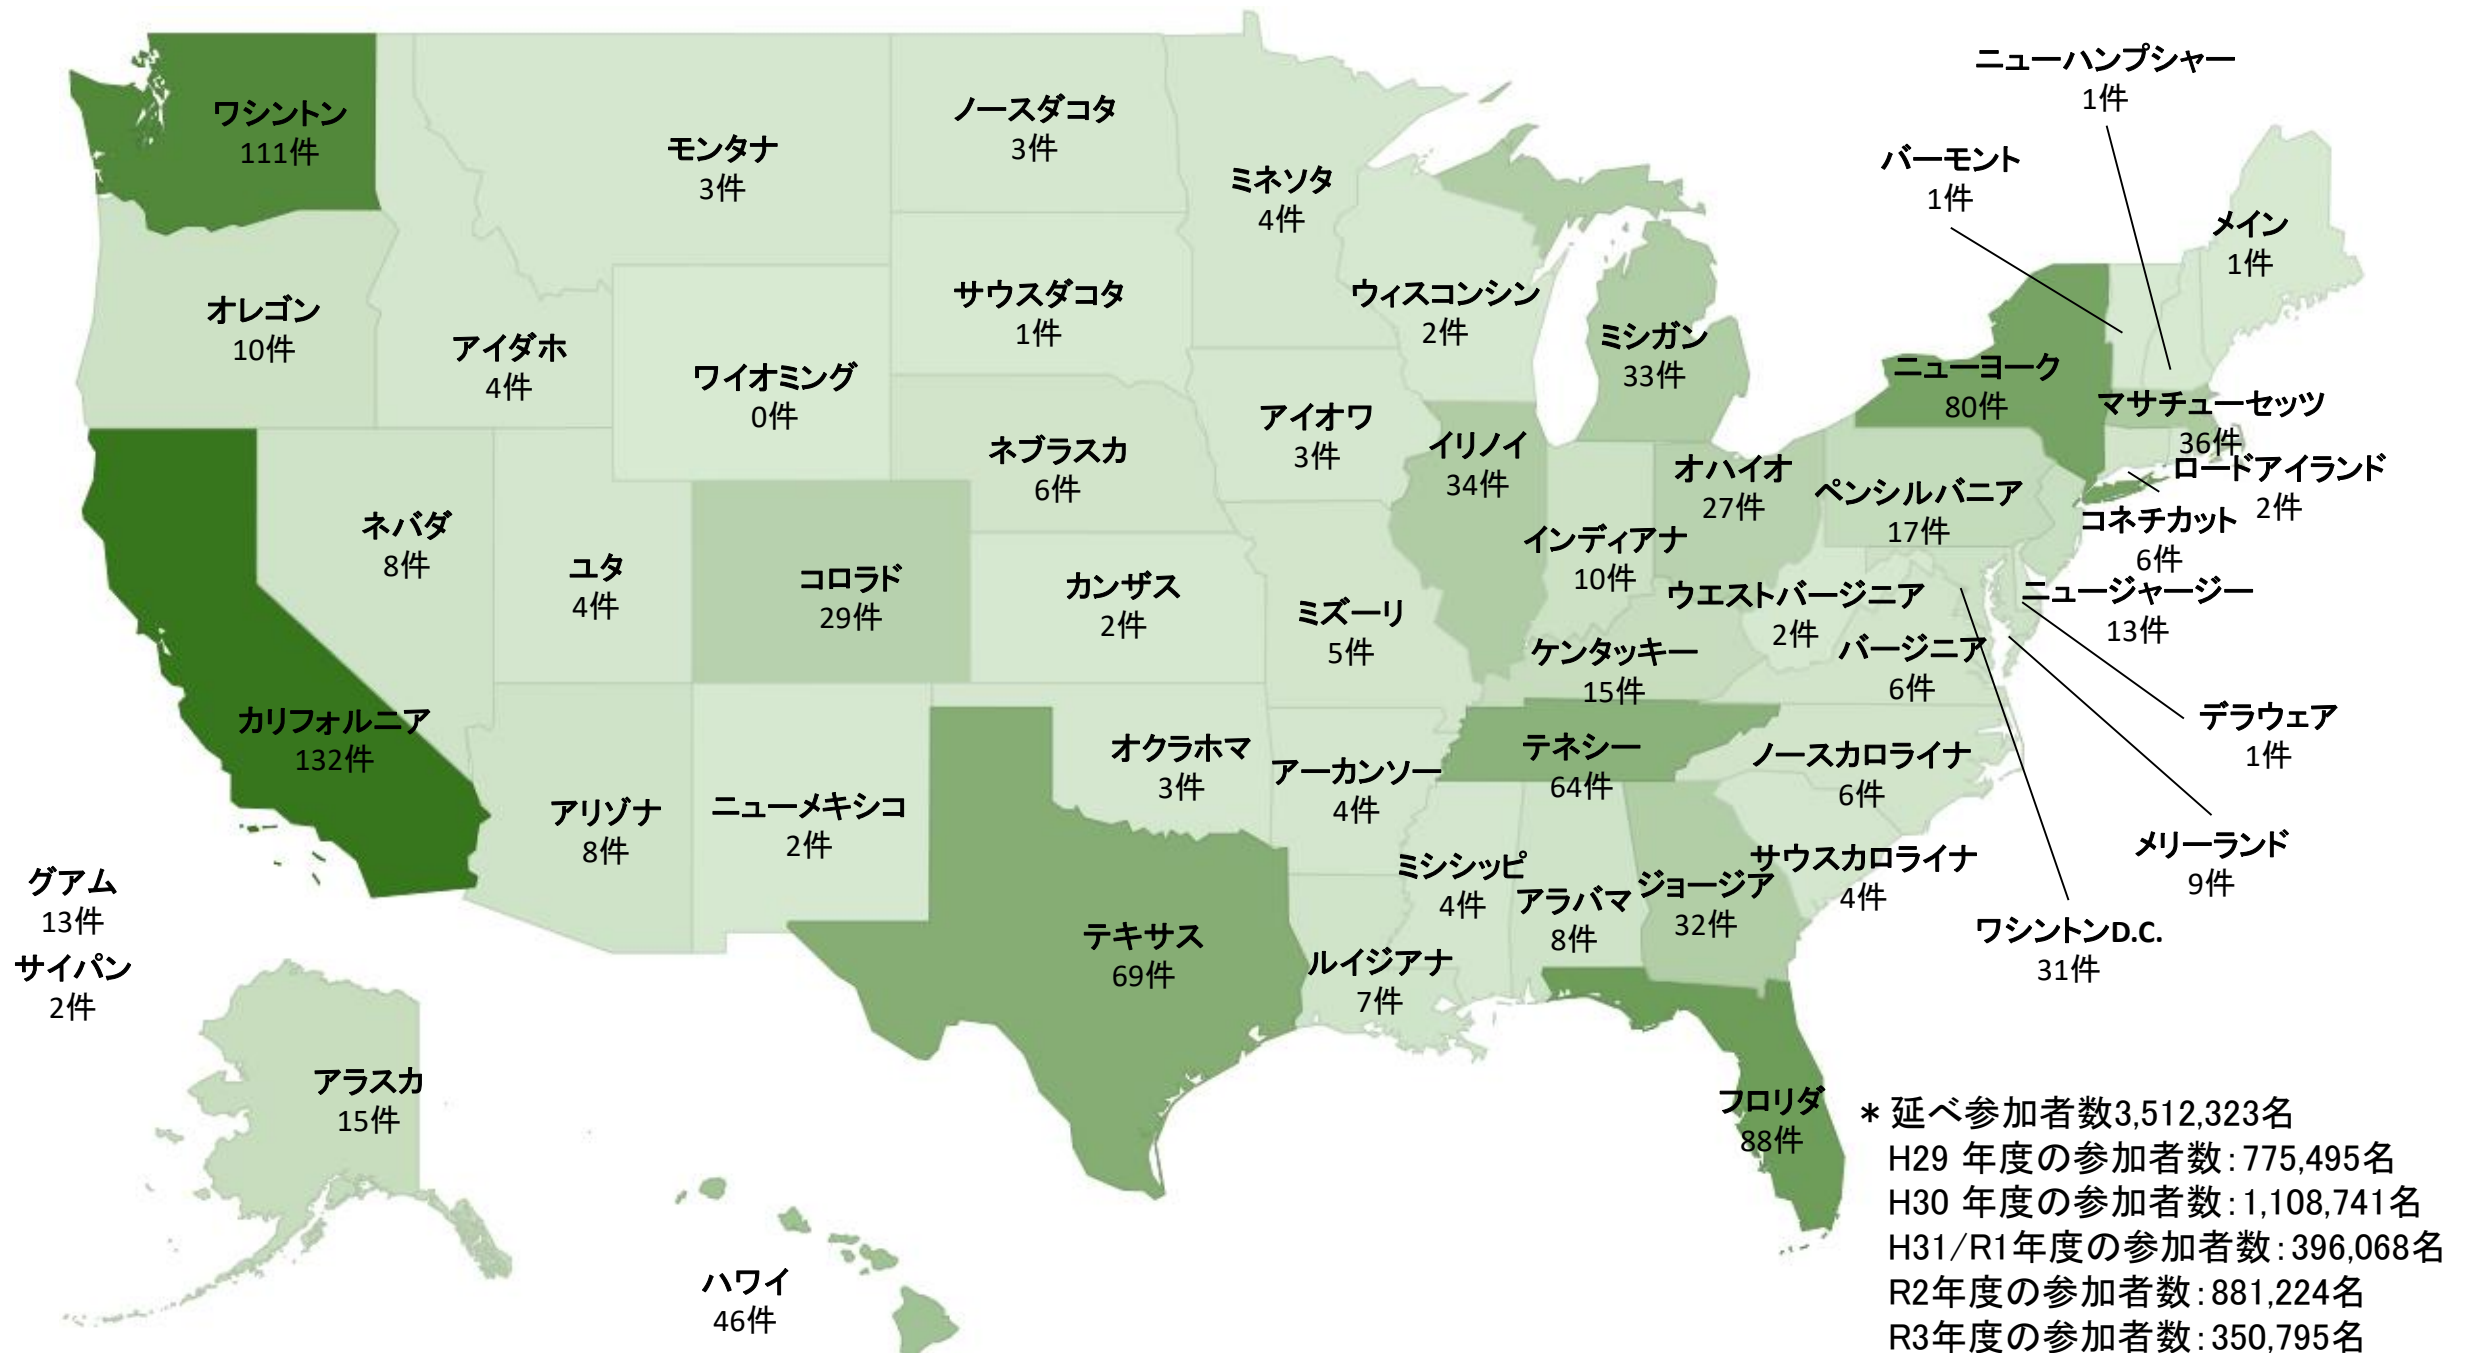 ワシントン
111件
モンタナ
3件
ノースダコタ
3件
ミネソタ
4件
ニューハンプシャー
1件
バーモント
1件
メイン
1件
オレゴン
10件
アイダホ
4件
ワイオミング
0件
サウスダコタ
1件
ウィスコンシン
2件
ミシガン
33件
ニューヨーク
80件
マサチューセッツ
36件
ロードアイランド
2件
コネチカット
6件
ネブラスカ
6件
アイオワ
3件
イリノイ
34件
オハイオ
27件
ペンシルバニア
17件
インディアナ
10件
ネバダ
8件
ユタ
4件
コロラド
29件
カンザス
2件
ミズーリ
5件
ウエストバージニア
2件
ニュージャージー
13件
ケンタッキー
15件
バージニア
6件
デラウェア
1件
カリフォルニア
132件
アリゾナ
8件
ニューメキシコ
2件
オクラホマ
3件
アーカンソー
4件
テネシー
64件
ノースカロライナ
6件
メリーランド
9件
ミシシッピ
4件
アラバマ
8件
ジョージア
32件
サウスカロライナ
4件
ワシントンD.C.
31件
グアム
13件
サイパン
2件
テキサス
69件
ルイジアナ
7件
アラスカ
15件
フロリダ
88件
ハワイ
46件
* 延べ参加者数3,512,323名
H29 年度の参加者数:775,495名
H30 年度の参加者数:1,108,741名
H31/R1年度の参加者数:396,068名
R2年度の参加者数:881,224名
R3年度の参加者数:350,795名